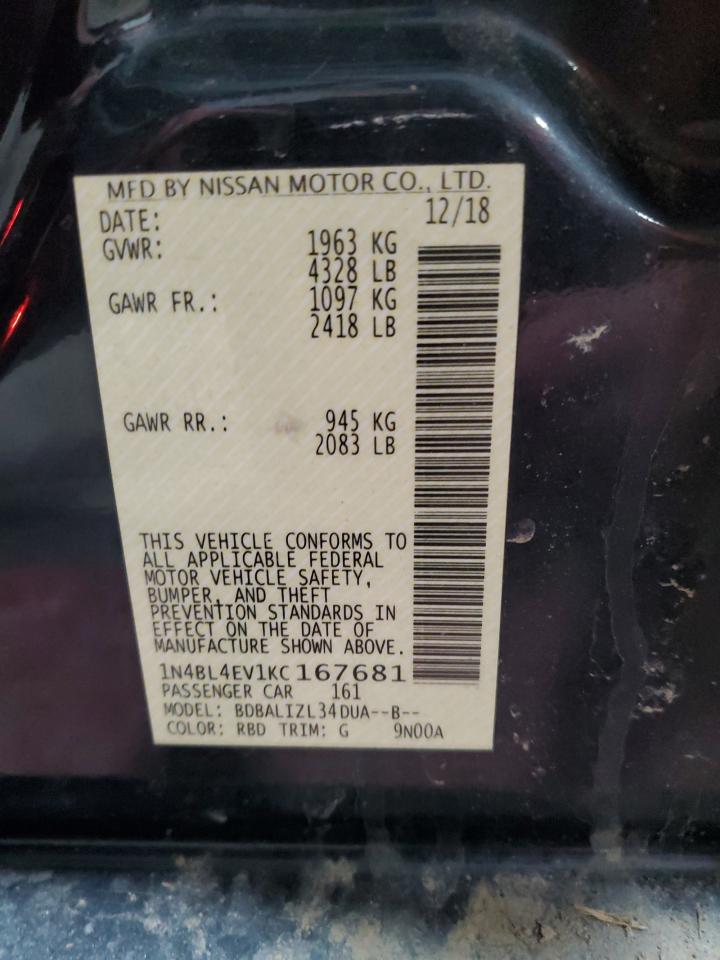 MFD BY NISSAN MOTOR CO., LTD.
DATE: 12/18
GVWR: 1963 KG
4328 LB
GAWR FR.: 1097 KG
2418 LB
GAWR RR.: 945 KG
2083 LB
THIS VEHICLE CONFORMS TO
ALL APPLICABLE FEDERAL
MOTOR VEHICLE SAFETY,
BUMPER, AND THEFT
PREVENTION STANDARDS IN
EFFECT ON THE DATE OF
MANUFACTURE SHOWN ABOVE.
1N4BL4EV1KC167681
PASSENGER CAR 161
MODEL: BDBALIZL34DUA--B--
COLOR: RBD TRIM: G 9N00A